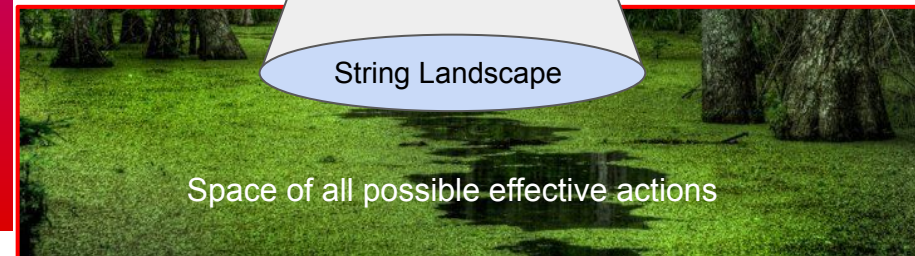 String Landscape
Space of all possible effective actions